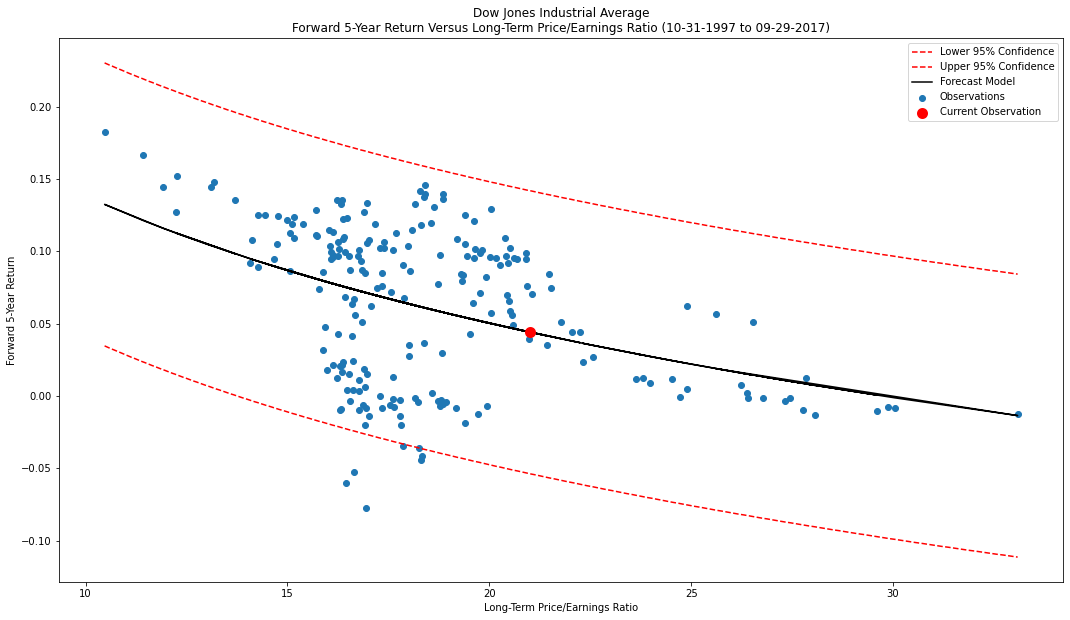 Dow Jones Industrial Average
Forward 5-Year Return Versus Long-Term Price/Earnings Ratio (10-31-1997 to 09-29-2017)
Lower 95% Confidence
Upper 95% Confidence
Forecast Model
Observations
Current Observation
Forward 5-Year Return
0.20
0.15
0.10
0.05
0.00
−0.05
−0.10
10
15
20
25
30
Long-Term Price/Earnings Ratio